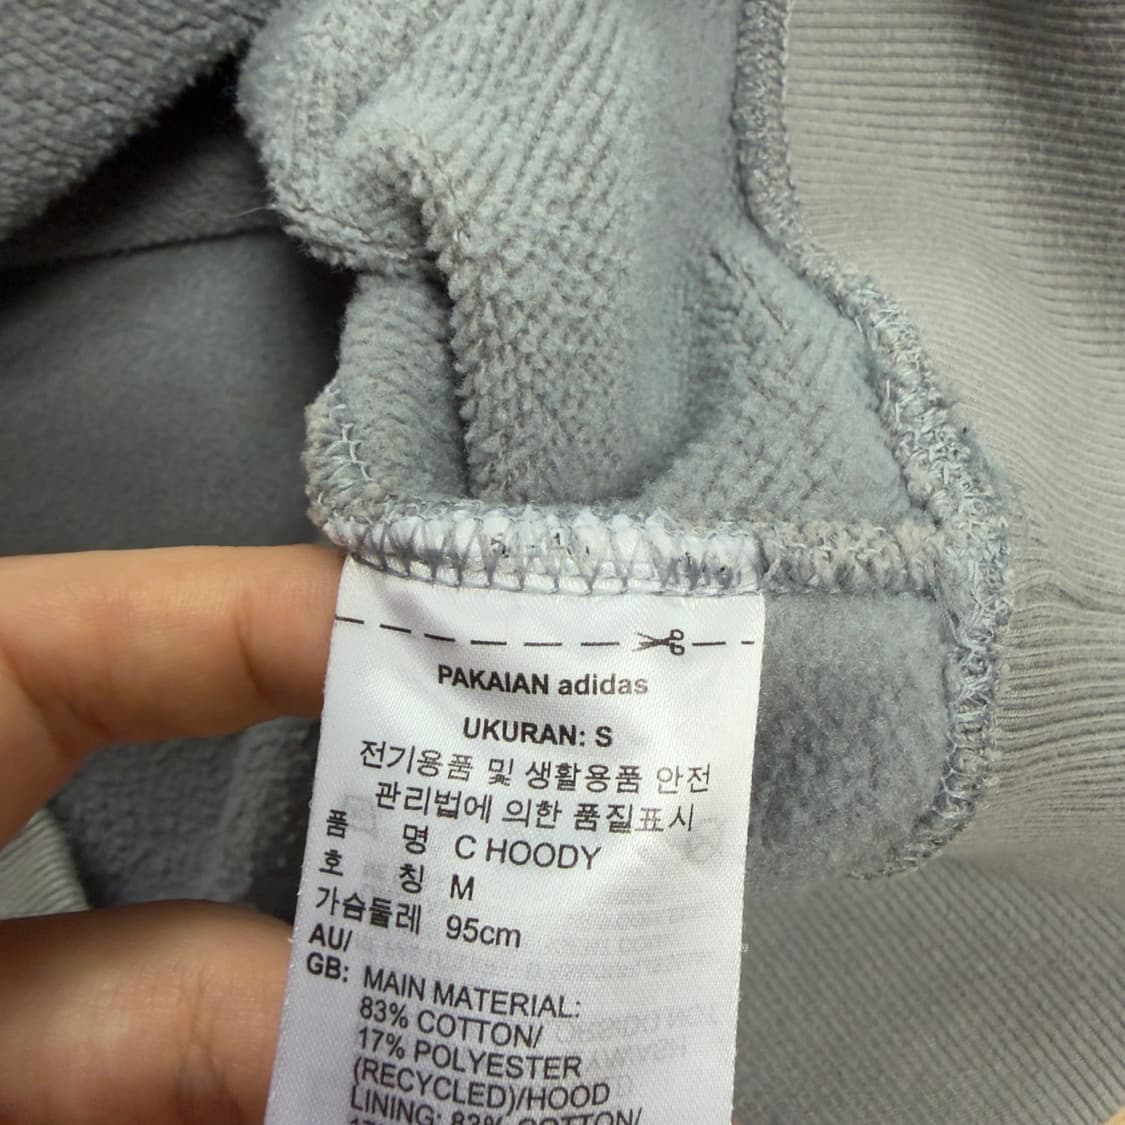 PAKAIAN adidas
UKURAN: S
전기용품 및 생활용품 안전
관리법에 의한 품질표시
품 명 C HOODY
호 칭 M
가슴둘레 95cm
AU/
GB: MAIN MATERIAL:
83% COTTON/
17% POLYESTER
(RECYCLED)/HOOD
LINING: 83% COTTON/